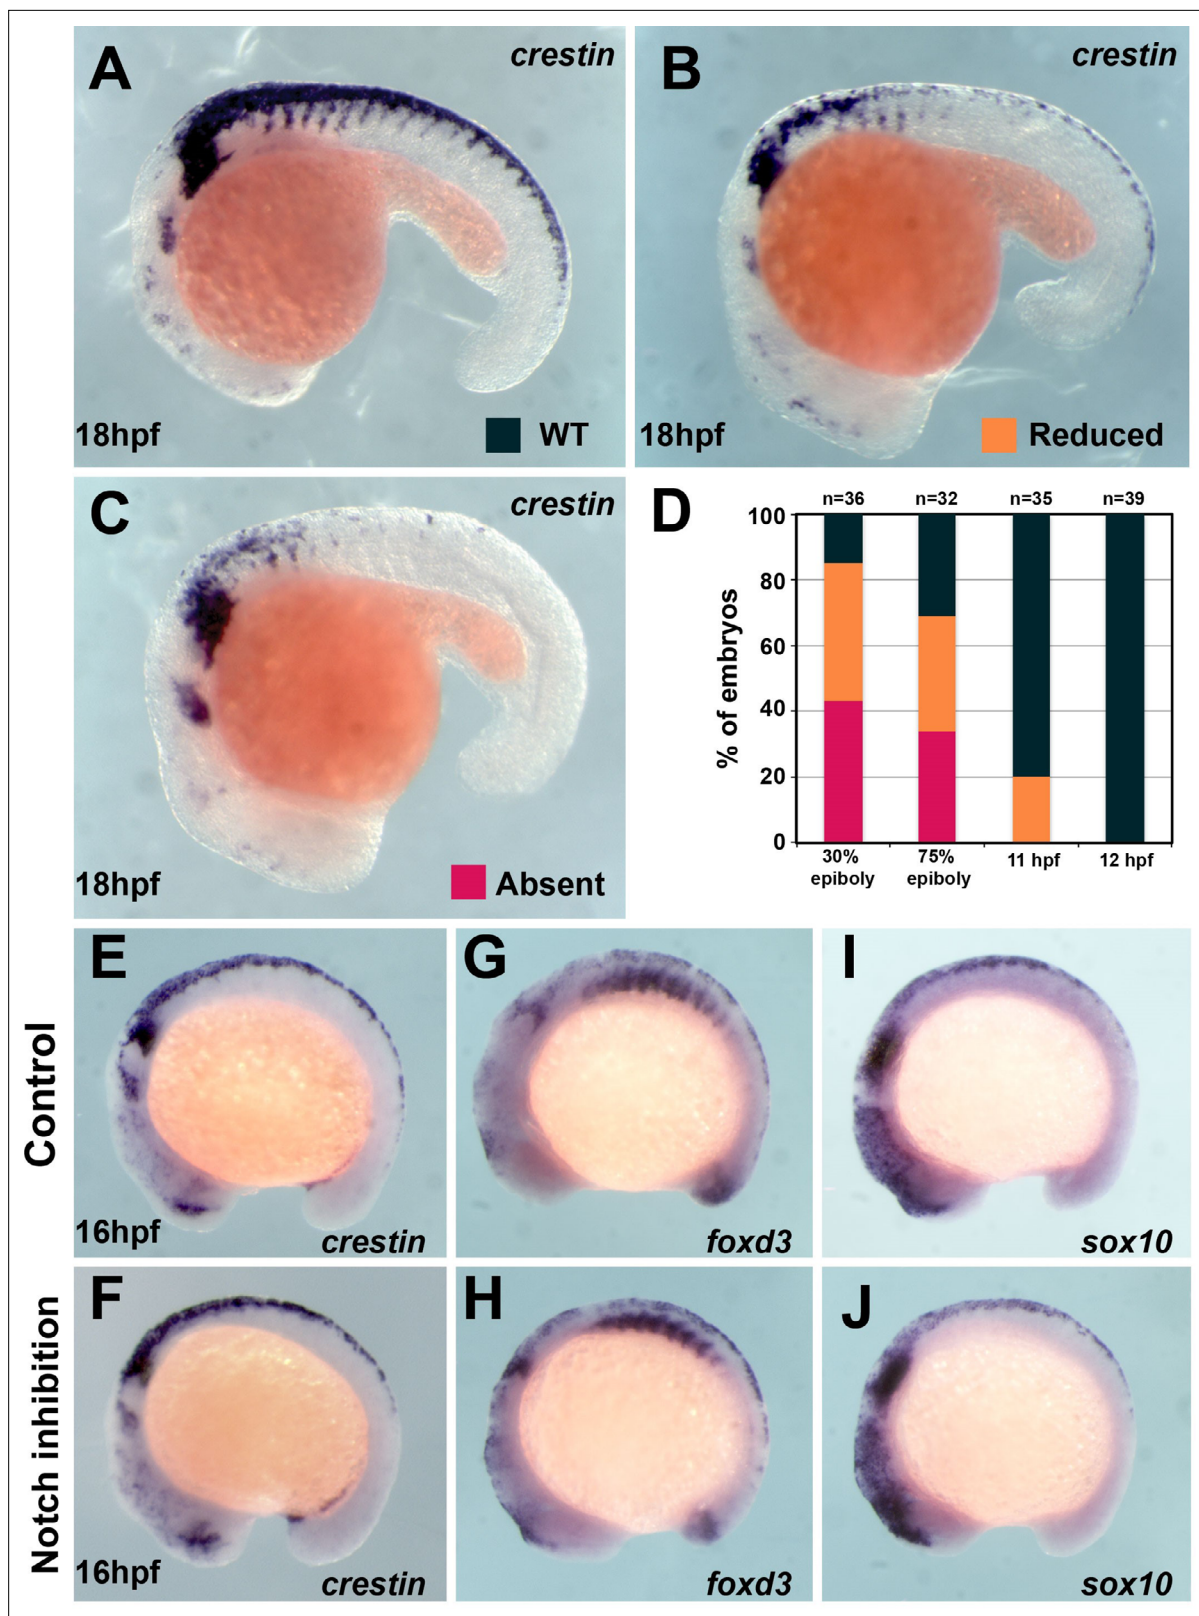 A
crestin
18hpf
WT
B
crestin
18hpf
Reduced
C
crestin
18hpf
Absent
D
n=36
n=32
n=35
n=39
100
80
60
40
20
0
% of embryos
30%
epiboly
75%
epiboly
11 hpf
12 hpf
Control
E
16hpf
crestin
G
foxd3
I
sox10
Notch inhibition
F
16hpf
crestin
H
foxd3
J
sox10